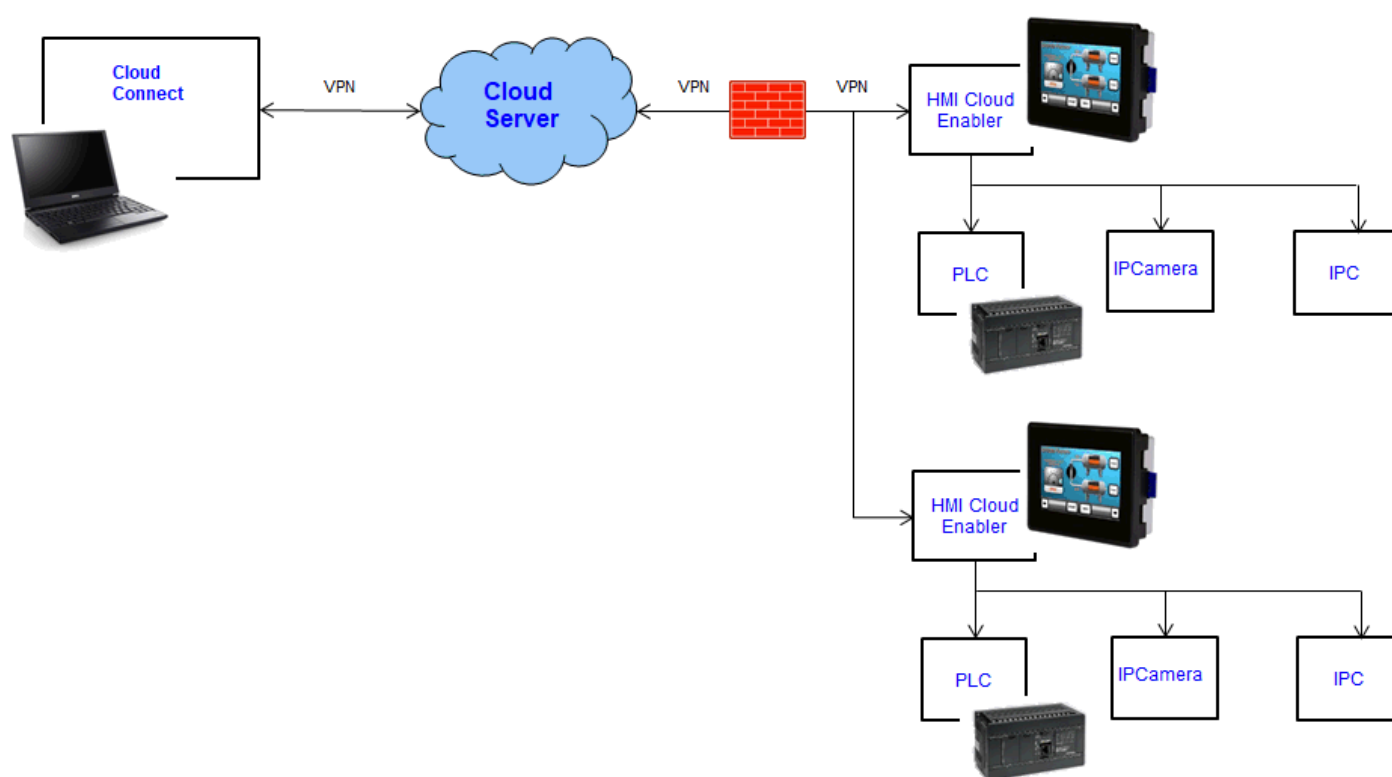 Cloud
Connect
VPN
Cloud
Server
VPN
VPN
HMI Cloud
Enabler
PLC
IPCamera
IPC
HMI Cloud
Enabler
PLC
IPCamera
IPC